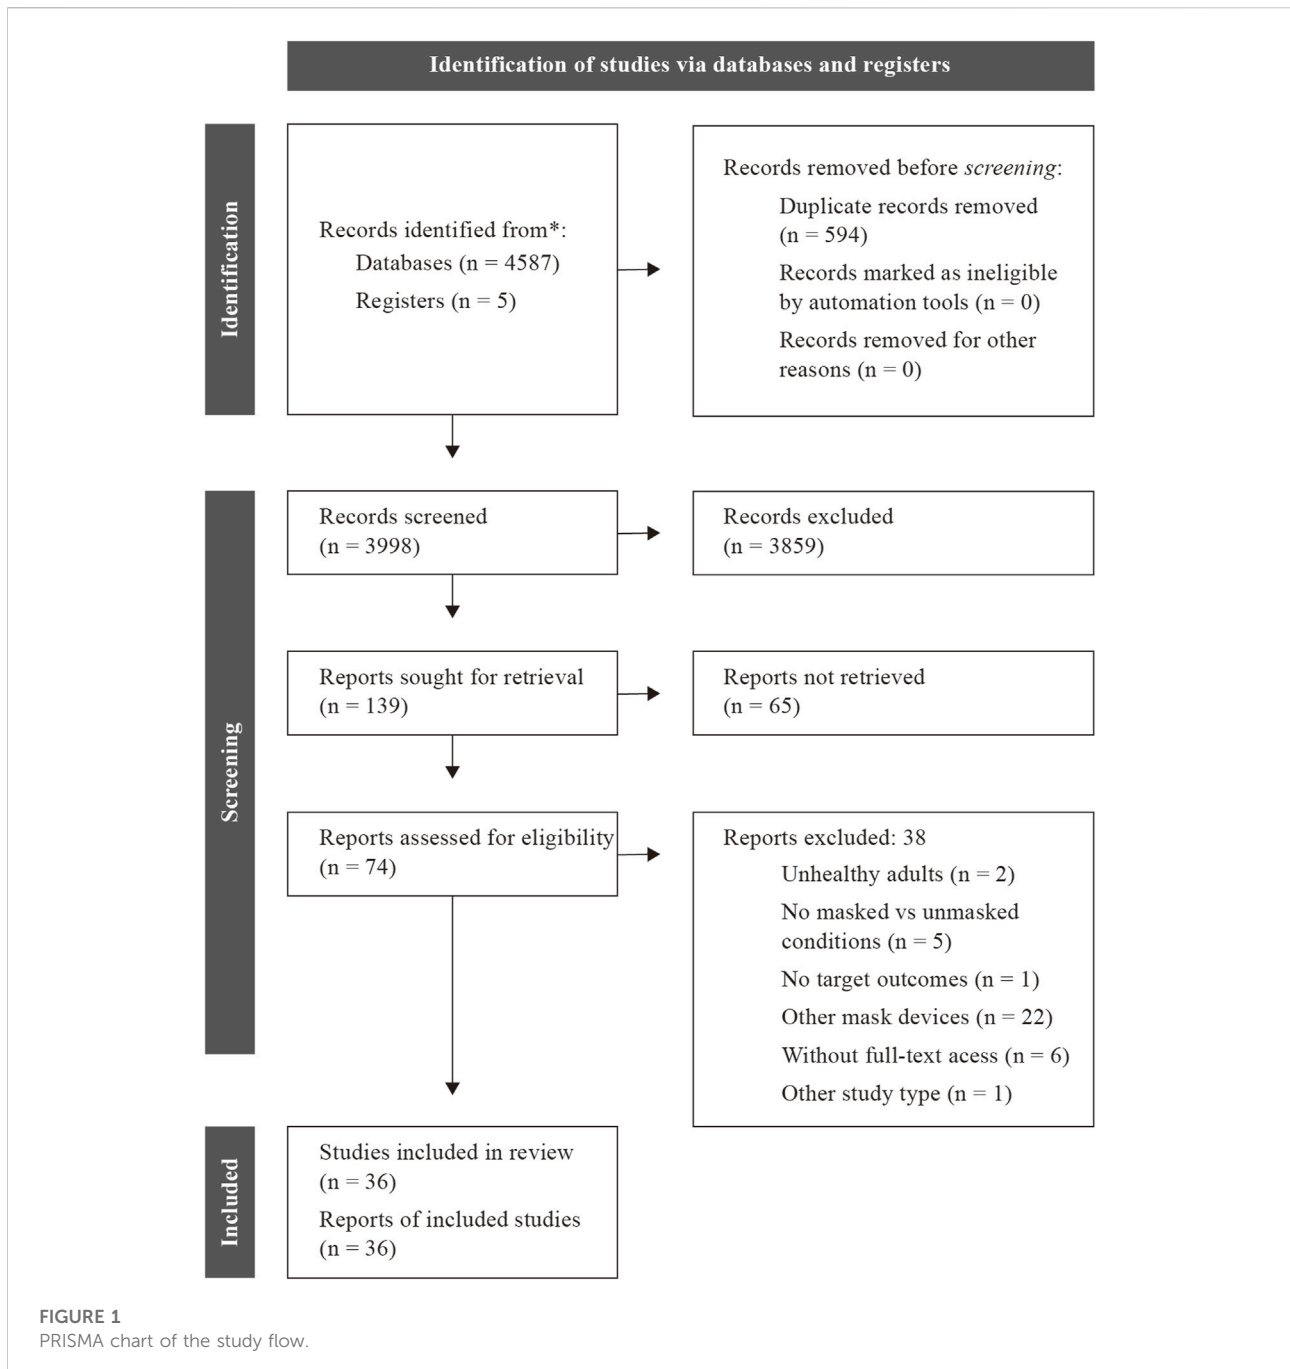 Identification of studies via databases and registers
Identification
Records identified from*:
Databases (n = 4587)
Registers (n = 5)
Records removed before screening:
Duplicate records removed
(n = 594)
Records marked as ineligible
by automation tools (n = 0)
Records removed for other
reasons (n = 0)
Screening
Records screened
(n = 3998)
Records excluded
(n = 3859)
Reports sought for retrieval
(n = 139)
Reports not retrieved
(n = 65)
Reports assessed for eligibility
(n = 74)
Reports excluded: 38
Unhealthy adults (n = 2)
No masked vs unmasked
conditions (n = 5)
No target outcomes (n = 1)
Other mask devices (n = 22)
Without full-text acess (n = 6)
Other study type (n = 1)
Included
Studies included in review
(n = 36)
Reports of included studies
(n = 36)
FIGURE 1
PRISMA chart of the study flow.